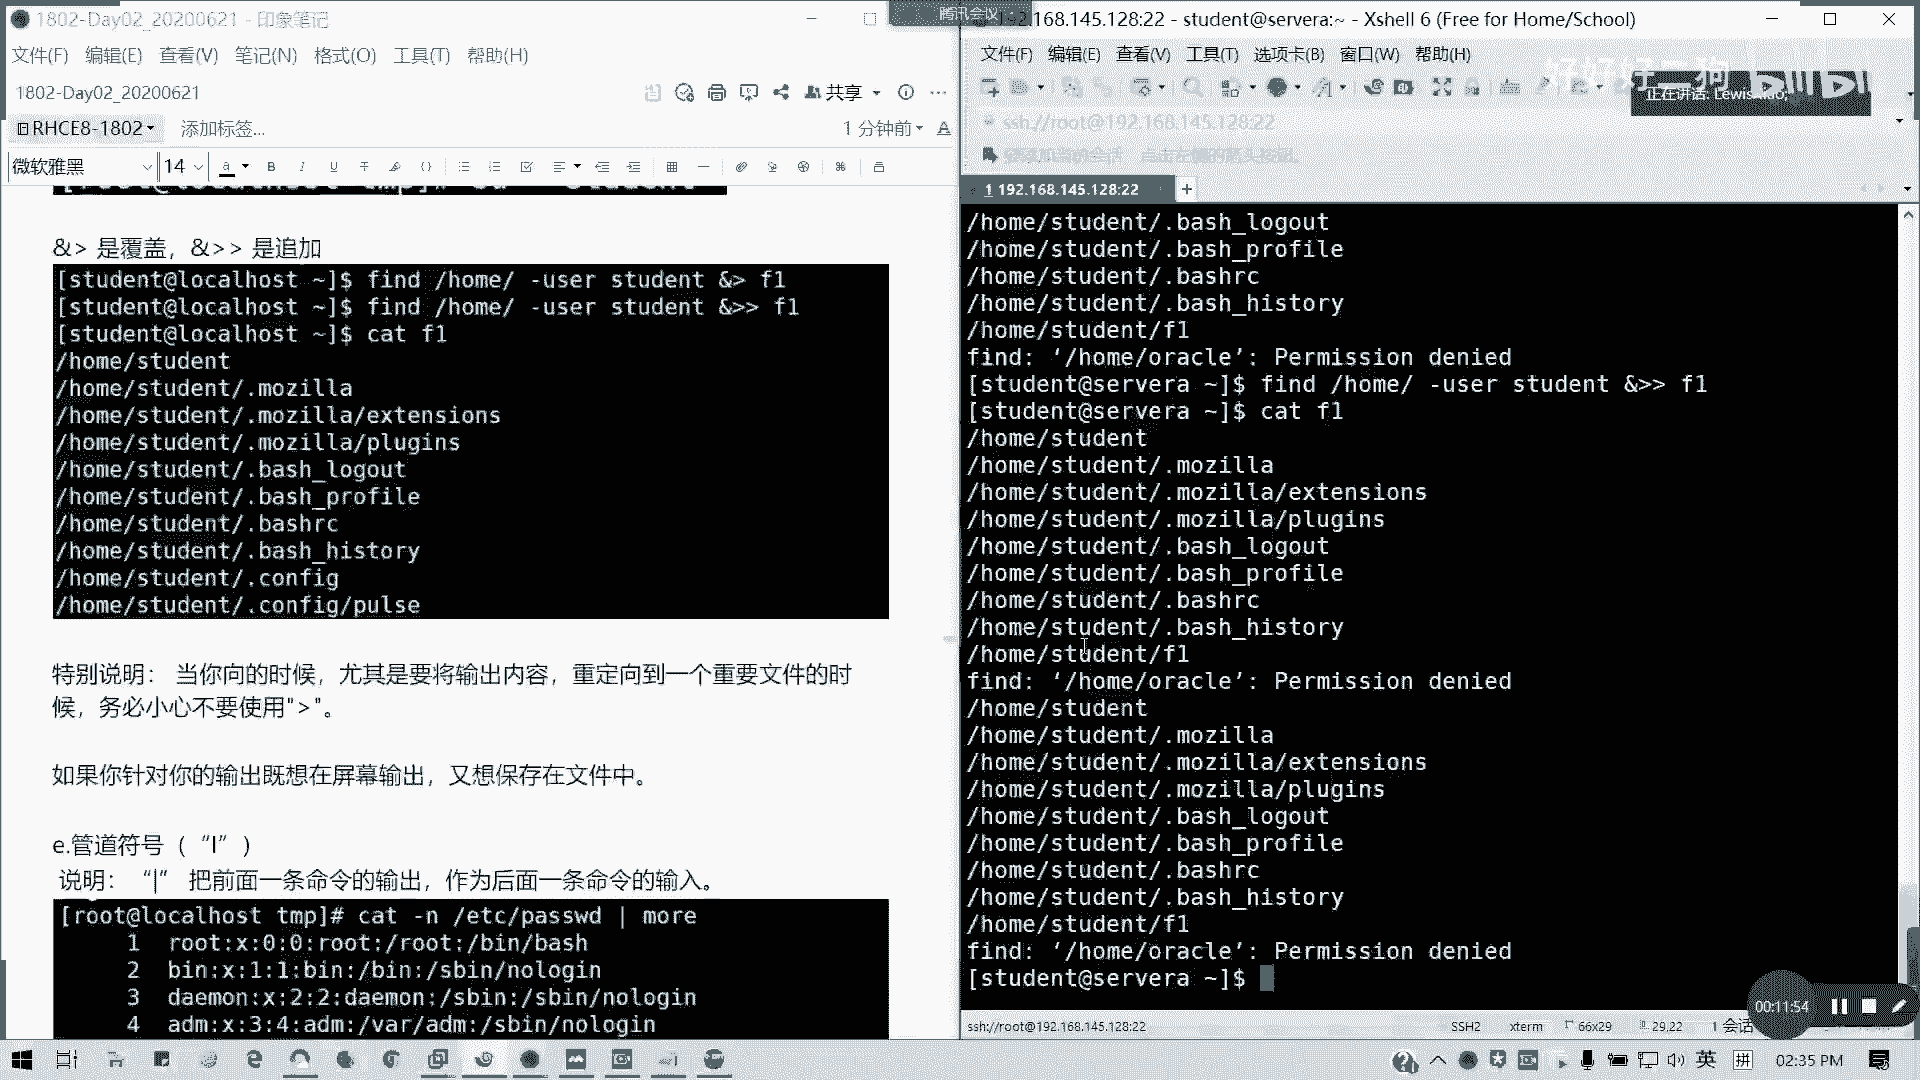 1802-Day02_20200621 - 印象笔记
文件(F) 编辑(E) 查看(V) 笔记(N) 格式(O) 工具(T) 帮助(H)
1802-Day02_20200621
共享
RHCE8-1802
添加标签...
1 分钟前
微软雅黑
14
&> 是覆盖，&>> 是追加
[student@localhost ~]$ find /home/ -user student &> f1
[student@localhost ~]$ find /home/ -user student &>> f1
[student@localhost ~]$ cat f1
/home/student
/home/student/.mozilla
/home/student/.mozilla/extensions
/home/student/.mozilla/plugins
/home/student/.bash_logout
/home/student/.bash_profile
/home/student/.bashrc
/home/student/.bash_history
/home/student/.config
/home/student/.config/pulse
特别说明： 当你向的时候，尤其是要将输出内容，重定向到一个重要文件的时
候，务必小心不要使用">"。
如果你针对你的输出既想在屏幕输出，又想保存在文件中。
e.管道符号（ “|” ）
说明： “|” 把前面一条命令的输出，作为后面一条命令的输入。
[root@localhost tmp]# cat -n /etc/passwd | more
1 root:x:0:0:root:/root:/bin/bash
2 bin:x:1:1:bin:/bin:/sbin/nologin
3 daemon:x:2:2:daemon:/sbin:/sbin/nologin
4 adm:x:3:4:adm:/var/adm:/sbin/nologin
腾讯会议
192.168.145.128:22 - student@servera:~ - Xshell 6 (Free for Home/School)
文件(F) 编辑(E) 查看(V) 工具(T) 选项卡(B) 窗口(W) 帮助(H)
ssh://root@192.168.145.128:22
1 192.168.145.128:22
/home/student/.bash_logout
/home/student/.bash_profile
/home/student/.bashrc
/home/student/.bash_history
/home/student/f1
find: ‘/home/oracle’: Permission denied
[student@servera ~]$ find /home/ -user student &>> f1
[student@servera ~]$ cat f1
/home/student
/home/student/.mozilla
/home/student/.mozilla/extensions
/home/student/.mozilla/plugins
/home/student/.bash_logout
/home/student/.bash_profile
/home/student/.bashrc
/home/student/.bash_history
/home/student/f1
find: ‘/home/oracle’: Permission denied
/home/student
/home/student/.mozilla
/home/student/.mozilla/extensions
/home/student/.mozilla/plugins
/home/student/.bash_logout
/home/student/.bash_profile
/home/student/.bashrc
/home/student/.bash_history
/home/student/f1
find: ‘/home/oracle’: Permission denied
[student@servera ~]$
00:11:54
ssh://root@192.168.145.128:22 SSH2 xterm 66x29 29,22 1 会话
英 拼 02:35 PM